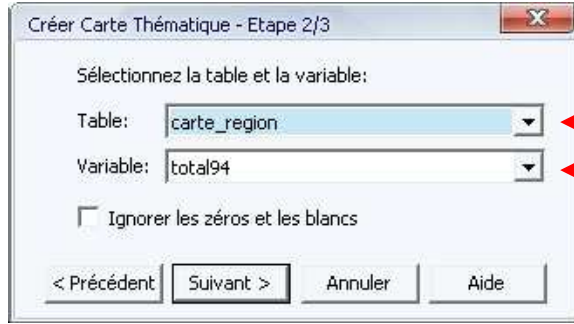 Créer Carte Thématique - Etape 2/3
Sélectionnez la table et la variable:
Table: carte_region
Variable: total94
Ignorer les zéros et les blancs
< Précédent Suivant > Annuler Aide